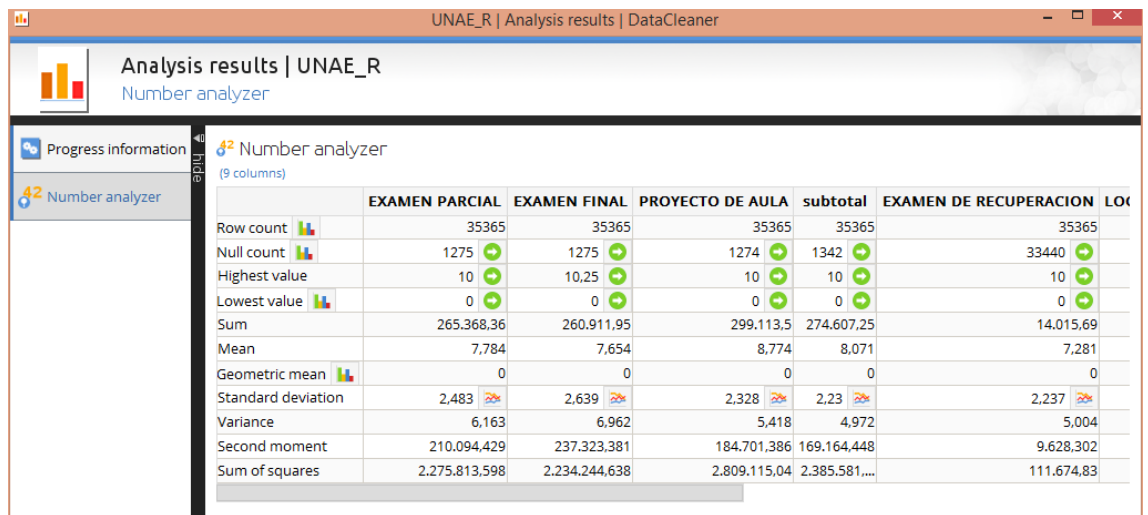 UNAE_R | Analysis results | DataCleaner
Analysis results | UNAE_R
Number analyzer
Progress information
Number analyzer
hide
42 Number analyzer
(9 columns)
EXAMEN PARCIAL EXAMEN FINAL PROYECTO DE AULA subtotal EXAMEN DE RECUPERACION
Row count 35365 35365 35365 35365 35365
Null count 1275 1275 1274 1342 33440
Highest value 10 10,25 10 10 10
Lowest value 0 0 0 0 0
Sum 265.368,36 260.911,95 299.113,5 274.607,25 14.015,69
Mean 7,784 7,654 8,774 8,071 7,281
Geometric mean 0 0 0 0 0
Standard deviation 2,483 2,639 2,328 2,23 2,237
Variance 6,163 6,962 5,418 4,972 5,004
Second moment 210.094,429 237.323,381 184.701,386 169.164,448 9.628,302
Sum of squares 2.275.813,598 2.234.244,638 2.809.115,04 2.385.581,... 111.674,83